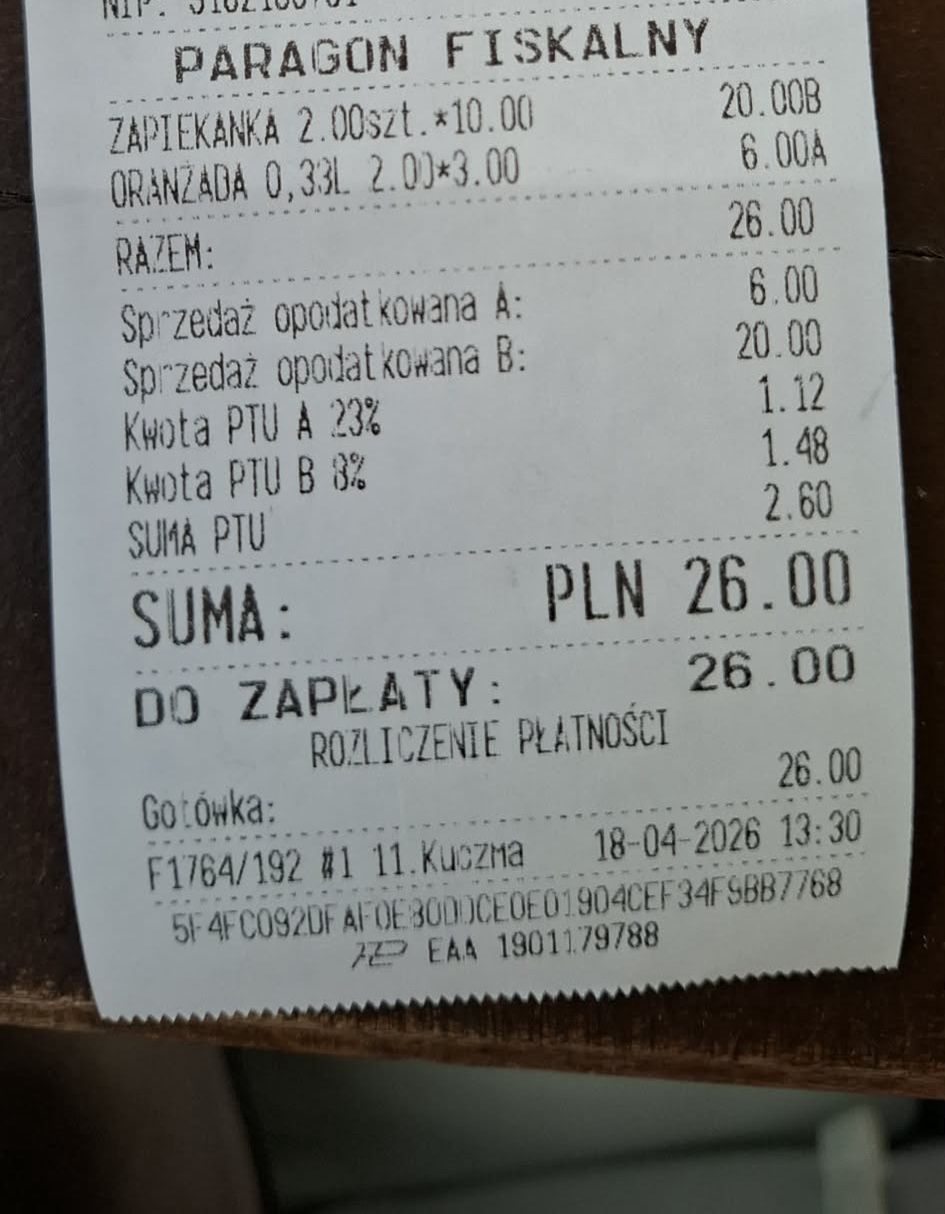 PARAGON FISKALNY
ZAPIEKANKA 2.00szt.*10.00 20.00B
ORANŻADA 0,33L 2.00*3.00 6.00A
RAZEM: 26.00
Sprzedaż opodatkowana A: 6.00
Sprzedaż opodatkowana B: 20.00
Kwota PTU A 23% 1.12
Kwota PTU B 8% 1.48
SUMA PTU 2.60
SUMA: PLN 26.00
DO ZAPŁATY: 26.00
ROZLICZENIE PŁATNOŚCI
Gotówka: 26.00
F1764/192 #1 11.Kuczma 18-04-2026 13:30
EAA 1901179788